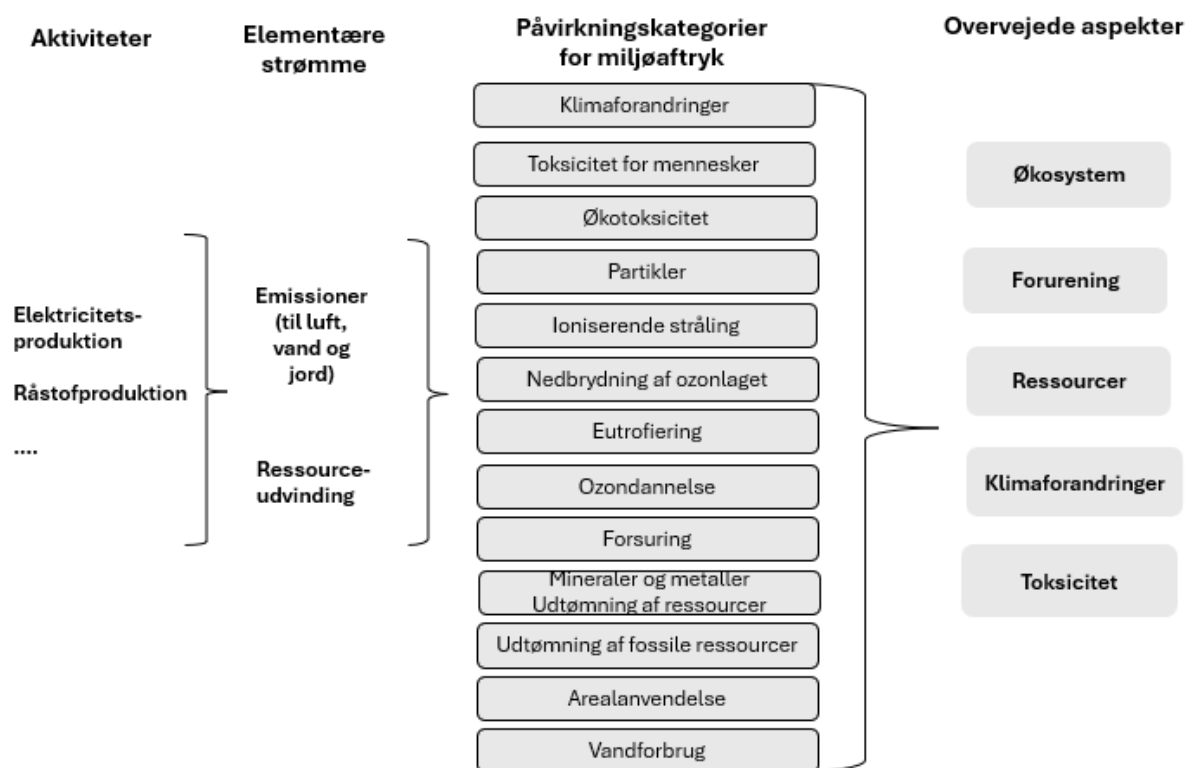 Aktiviteter
Elementære
strømme
Påvirkningskategorier
for miljøaftryk
Overvejede aspekter
Elektricitets-
produktion
Råstofproduktion
....
Emissioner
(til luft,
vand og
jord)
Ressource-
udvinding
Klimaforandringer
Toksicitet for mennesker
Økotoksicitet
Partikler
Ioniserende stråling
Nedbrydning af ozonlaget
Eutrofiering
Ozondannelse
Forsuring
Mineraler og metaller
Udtømning af ressourcer
Udtømning af fossile ressourcer
Arealanvendelse
Vandforbrug
Økosystem
Forurening
Ressourcer
Klimaforandringer
Toksicitet